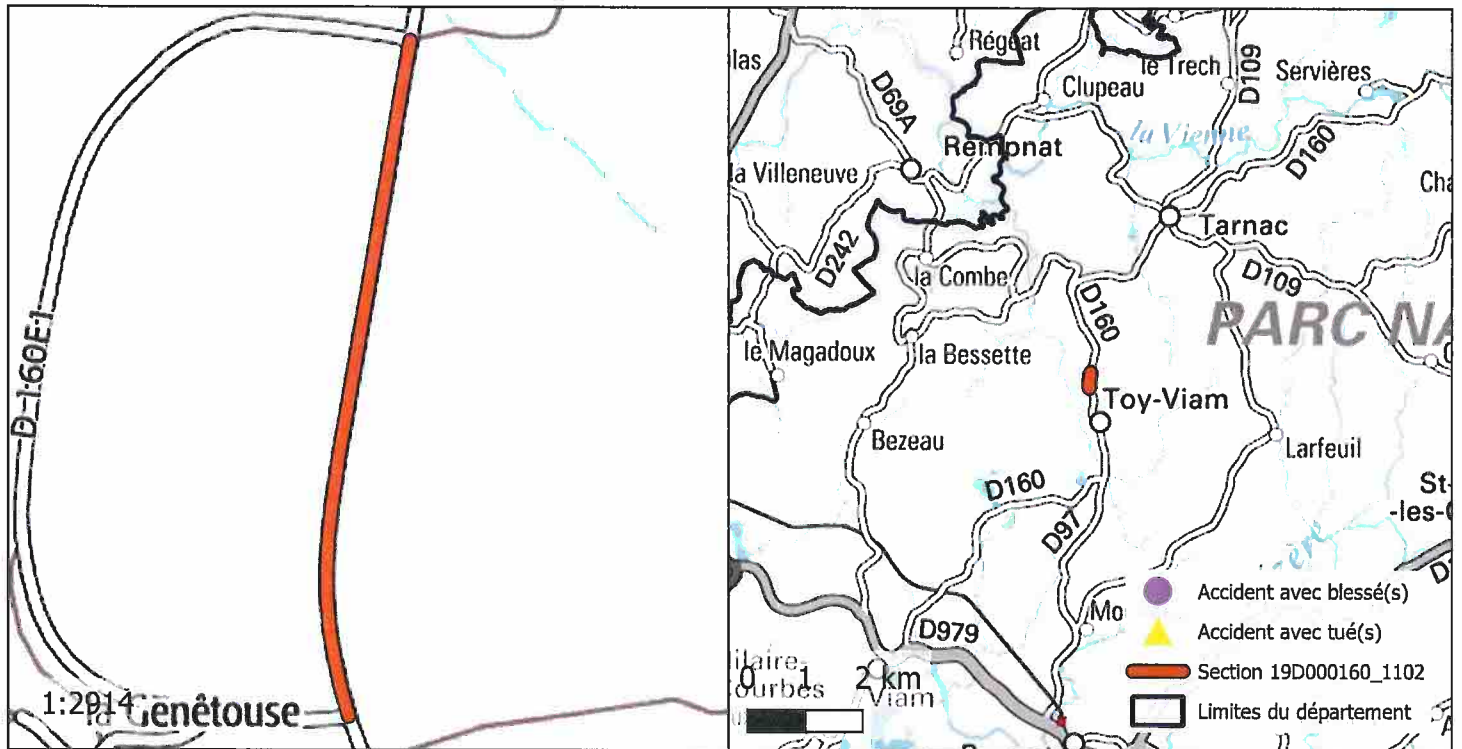 D 160E1
1:2914
Genêtouse
Régeat
le Trech
D109
Servières
Clupeau
D69A
la Vienne
D160
Rempnat
la Villeneuve
Tarnac
D242
la Combe
D109
D160
PARC NA
le Magadoux
la Bessette
Toy-Viam
Bezeau
Larfeuil
D160
D97
St-
-les-
D979
Mo
Viam
0 1 2 km
Accident avec blessé(s)
Accident avec tué(s)
Section 19D000160_1102
Limites du département